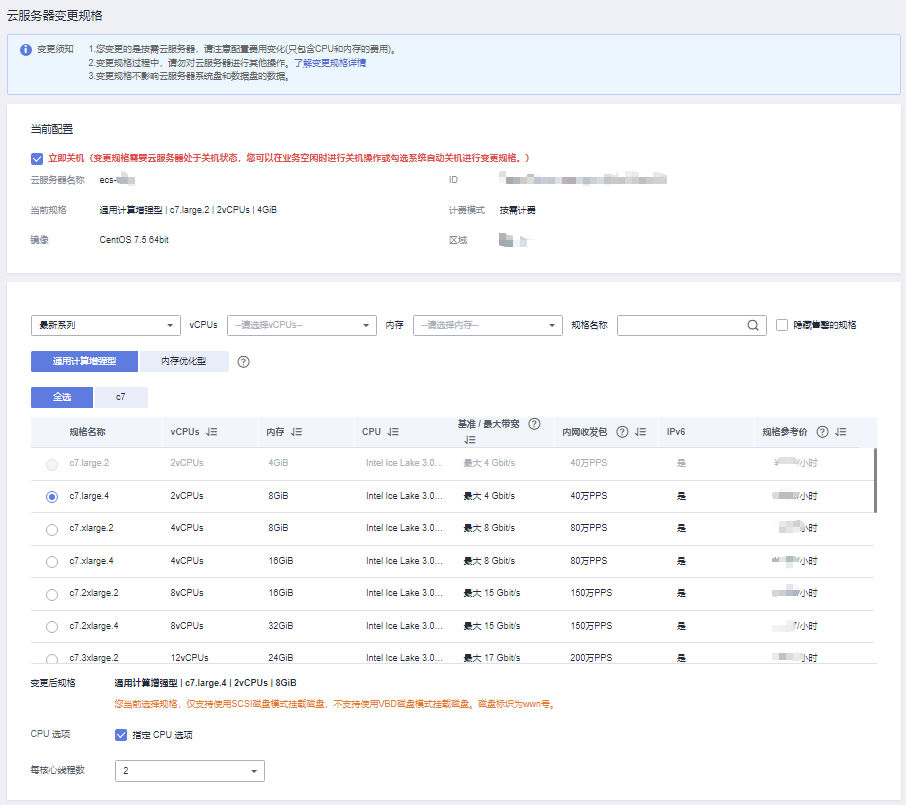 云服务器变更规格
变更须知 1.您变更的是按需云服务器，请注意配置费用变化(只包含CPU和内存的费用)。
2.变更规格过程中，请勿对云服务器进行其他操作。了解变更规格详情
3.变更规格不影响云服务器系统盘和数据盘的数据。
当前配置
立即关机（变更规格需要云服务器处于关机状态，您可以在业务空闲时进行关机操作或勾选系统自动关机进行变更规格。）
云服务器名称 ecs- ID
当前规格 通用计算增强型 | c7.large.2 | 2vCPUs | 4GiB 计费模式 按需计费
镜像 CentOS 7.5 64bit 区域
最新系列 vCPUs --请选择vCPUs-- 内存 --请选择内存-- 规格名称 隐藏售罄的规格
通用计算增强型 内存优化型
全选 c7
规格名称 vCPUs 内存 CPU 基准 / 最大带宽 内网收发包 IPv6 规格参考价
c7.large.2 2vCPUs 4GiB Intel Ice Lake 3.0... 最大 4 Gbit/s 40万PPS 是 /小时
c7.large.4 2vCPUs 8GiB Intel Ice Lake 3.0... 最大 4 Gbit/s 40万PPS 是 /小时
c7.xlarge.2 4vCPUs 8GiB Intel Ice Lake 3.0... 最大 8 Gbit/s 80万PPS 是 /小时
c7.xlarge.4 4vCPUs 16GiB Intel Ice Lake 3.0... 最大 8 Gbit/s 80万PPS 是 /小时
c7.2xlarge.2 8vCPUs 16GiB Intel Ice Lake 3.0... 最大 15 Gbit/s 150万PPS 是 /小时
c7.2xlarge.4 8vCPUs 32GiB Intel Ice Lake 3.0... 最大 15 Gbit/s 150万PPS 是 /小时
c7.3xlarge.2 12vCPUs 24GiB Intel Ice Lake 3.0... 最大 17 Gbit/s 200万PPS 是 /小时
变更后规格 通用计算增强型 | c7.large.4 | 2vCPUs | 8GiB
您当前选择规格，仅支持使用SCSI磁盘模式挂载磁盘，不支持使用VBD磁盘模式挂载磁盘。磁盘标识为wwn号。
CPU 选项 指定 CPU 选项
每核心线程数 2